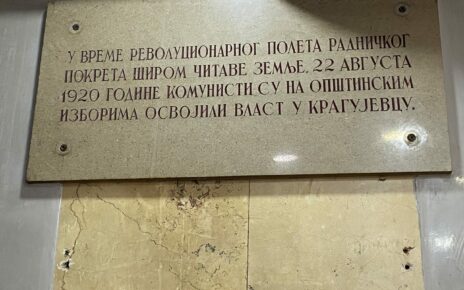 У ВРЕМЕ РЕВОЛУЦИОНАРНОГ ПОЛЕТА РАДНИЧКОГ
ПОКРЕТА ШИРОМ ЧИТАВЕ ЗЕМЉЕ. 22 АВГУСТА
1920 ГОДИНЕ КОМУНИСТИ СУ НА ОПШТИНСКИМ
ИЗБОРИМА ОСВОЈИЛИ ВЛАСТ У КРАГУЈЕВЦУ.